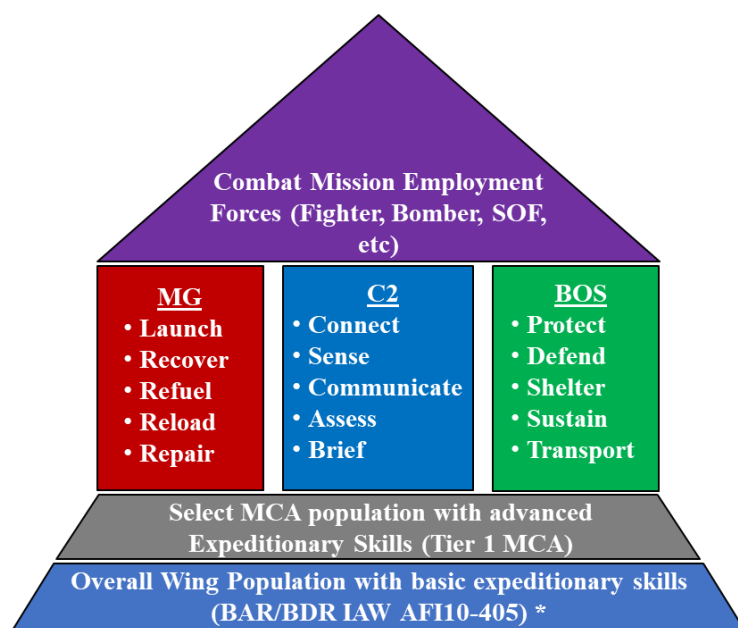 Combat Mission Employment
Forces (Fighter, Bomber, SOF,
etc)
MG
• Launch
• Recover
• Refuel
• Reload
• Repair
C2
• Connect
• Sense
• Communicate
• Assess
• Brief
BOS
• Protect
• Defend
• Shelter
• Sustain
• Transport
Select MCA population with advanced
Expeditionary Skills (Tier 1 MCA)
Overall Wing Population with basic expeditionary skills
(BAR/BDR IAW AFI10-405) *